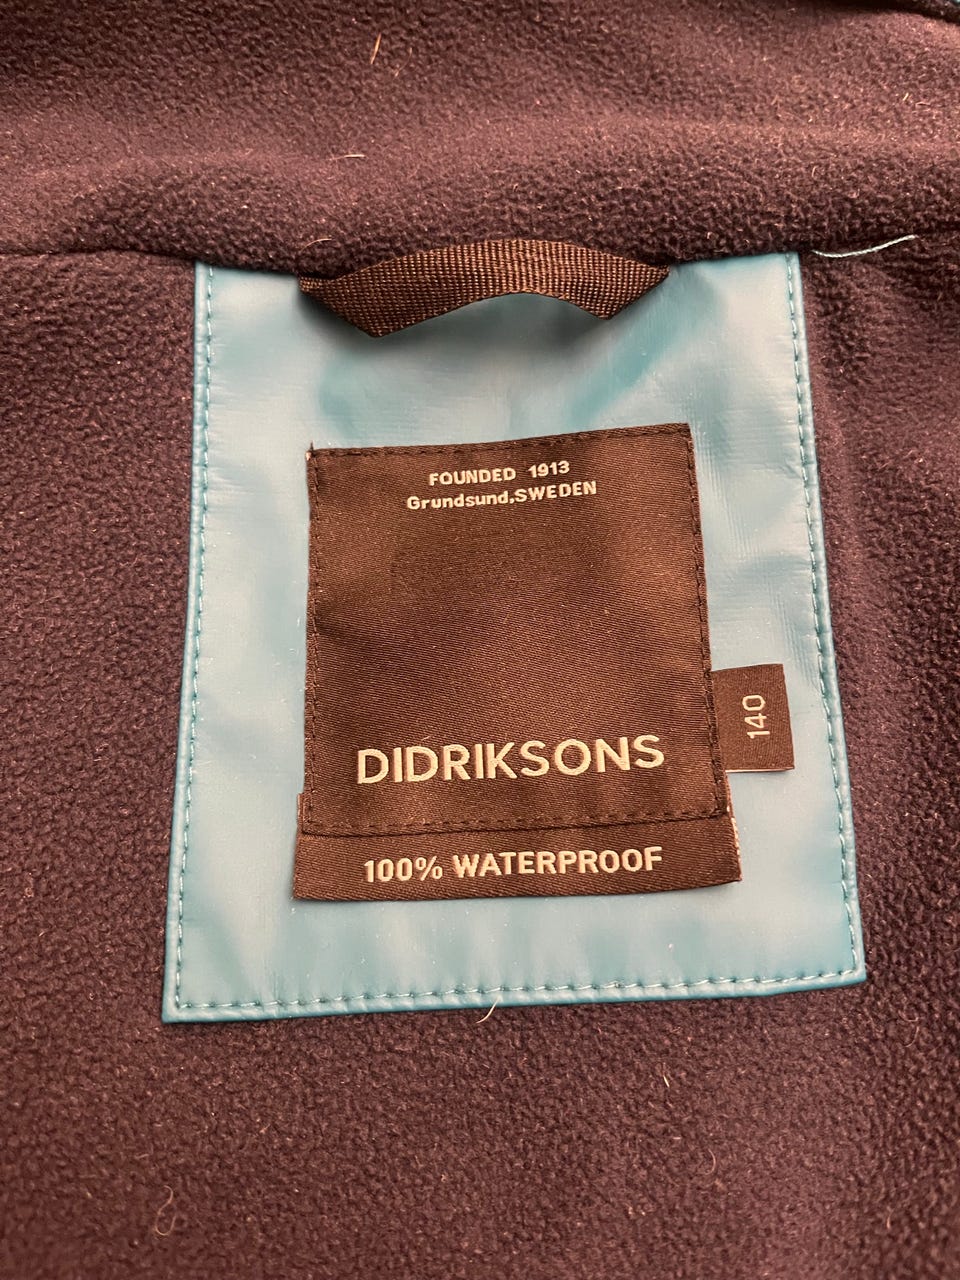 FOUNDED 1913
Grundsund.SWEDEN
DIDRIKSONS
140
100% WATERPROOF